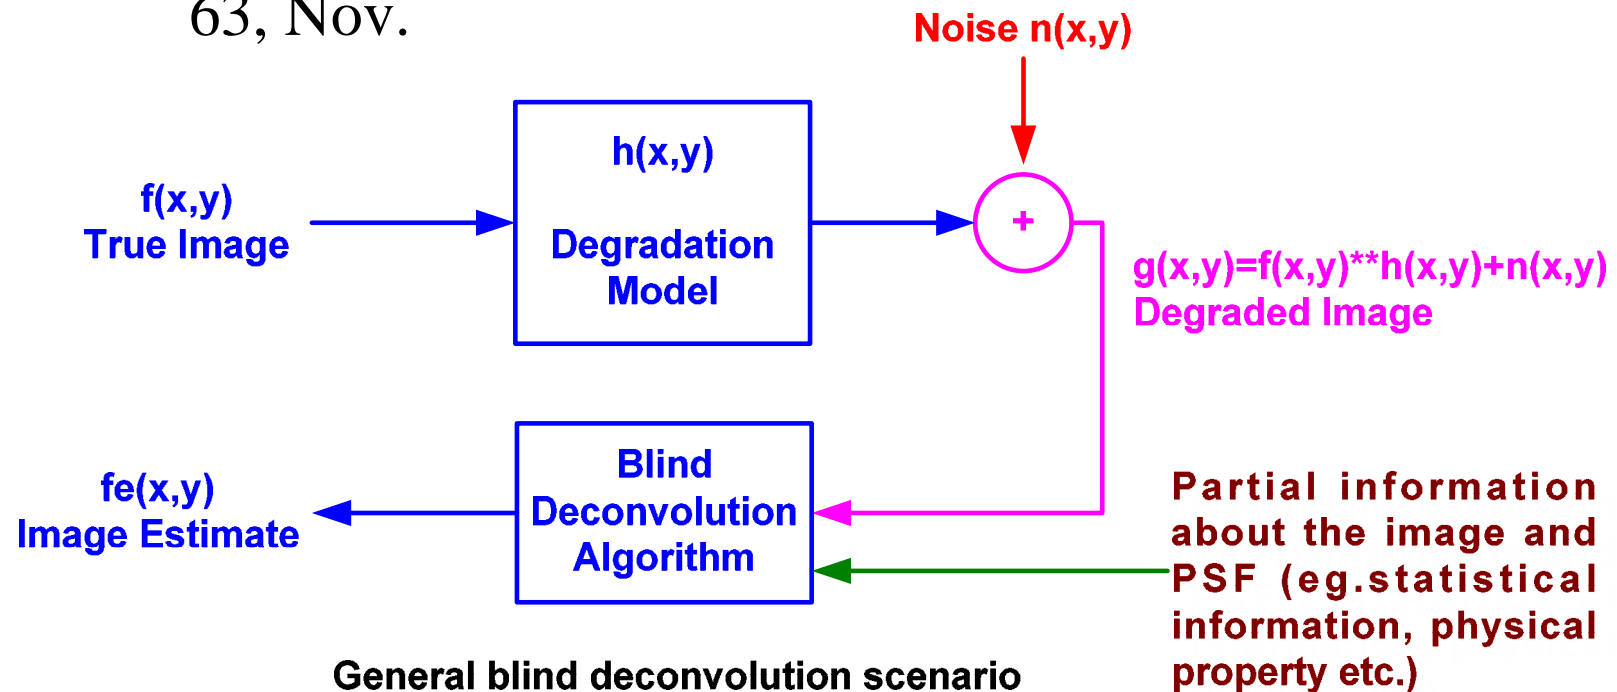 63, Nov.
Noise n(x,y)
h(x,y)
Degradation
Model
f(x,y)
True Image
+
g(x,y)=f(x,y)**h(x,y)+n(x,y)
Degraded Image
Blind
Deconvolution
Algorithm
fe(x,y)
Image Estimate
Partial information
about the image and
PSF (eg.statistical
information, physical
property etc.)
General blind deconvolution scenario